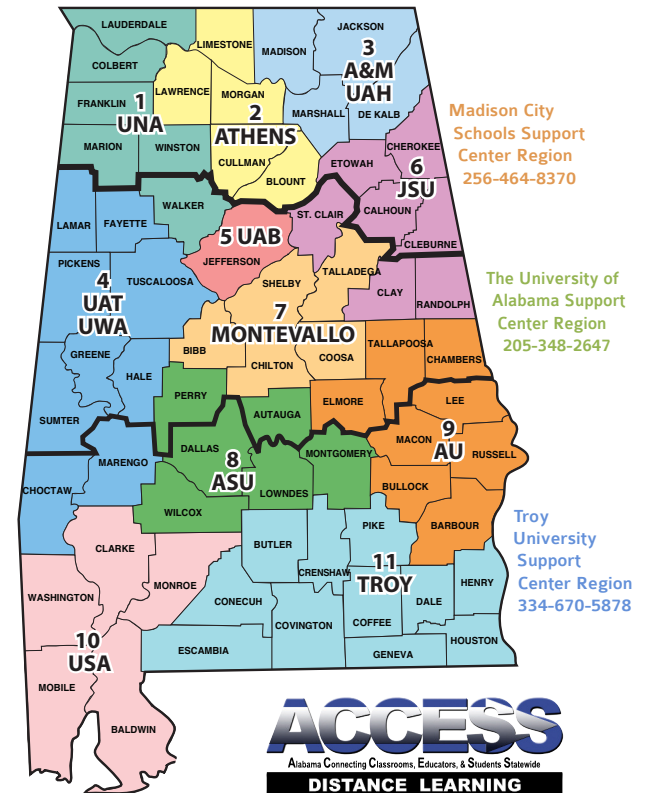 LAUDERDALE
LIMESTONE
MADISON
JACKSON
COLBERT
3
A&M
UAH
LAWRENCE
MORGAN
FRANKLIN
1
UNA
2
ATHENS
MARSHALL
DE KALB
Madison City
Schools Support
Center Region
256-464-8370
MARION
WINSTON
CULLMAN
BLOUNT
CHEROKEE
ETOWAH
6
JSU
LAMAR
FAYETTE
WALKER
ST. CLAIR
CALHOUN
5 UAB
JEFFERSON
CLEBURNE
PICKENS
TUSCALOOSA
4
UAT
UWA
SHELBY
TALLADEGA
CLAY
RANDOLPH
The University of
Alabama Support
Center Region
205-348-2647
7
MONTEVALLO
BIBB
CHILTON
COOSA
TALLAPOOSA
CHAMBERS
GREENE
HALE
PERRY
AUTAUGA
ELMORE
LEE
SUMTER
DALLAS
MONTGOMERY
MACON
9
AU
RUSSELL
MARENGO
CHOCTAW
8
ASU
LOWNDES
BULLOCK
WILCOX
BARBOUR
PIKE
CLARKE
BUTLER
CRENSHAW
11
TROY
HENRY
Troy
University
Support
Center Region
334-670-5878
WASHINGTON
MONROE
CONECUH
COVINGTON
COFFEE
DALE
10
USA
ESCAMBIA
GENEVA
HOUSTON
MOBILE
BALDWIN
ACCESS
Alabama Connecting Classrooms, Educators, & Students Statewide
DISTANCE LEARNING